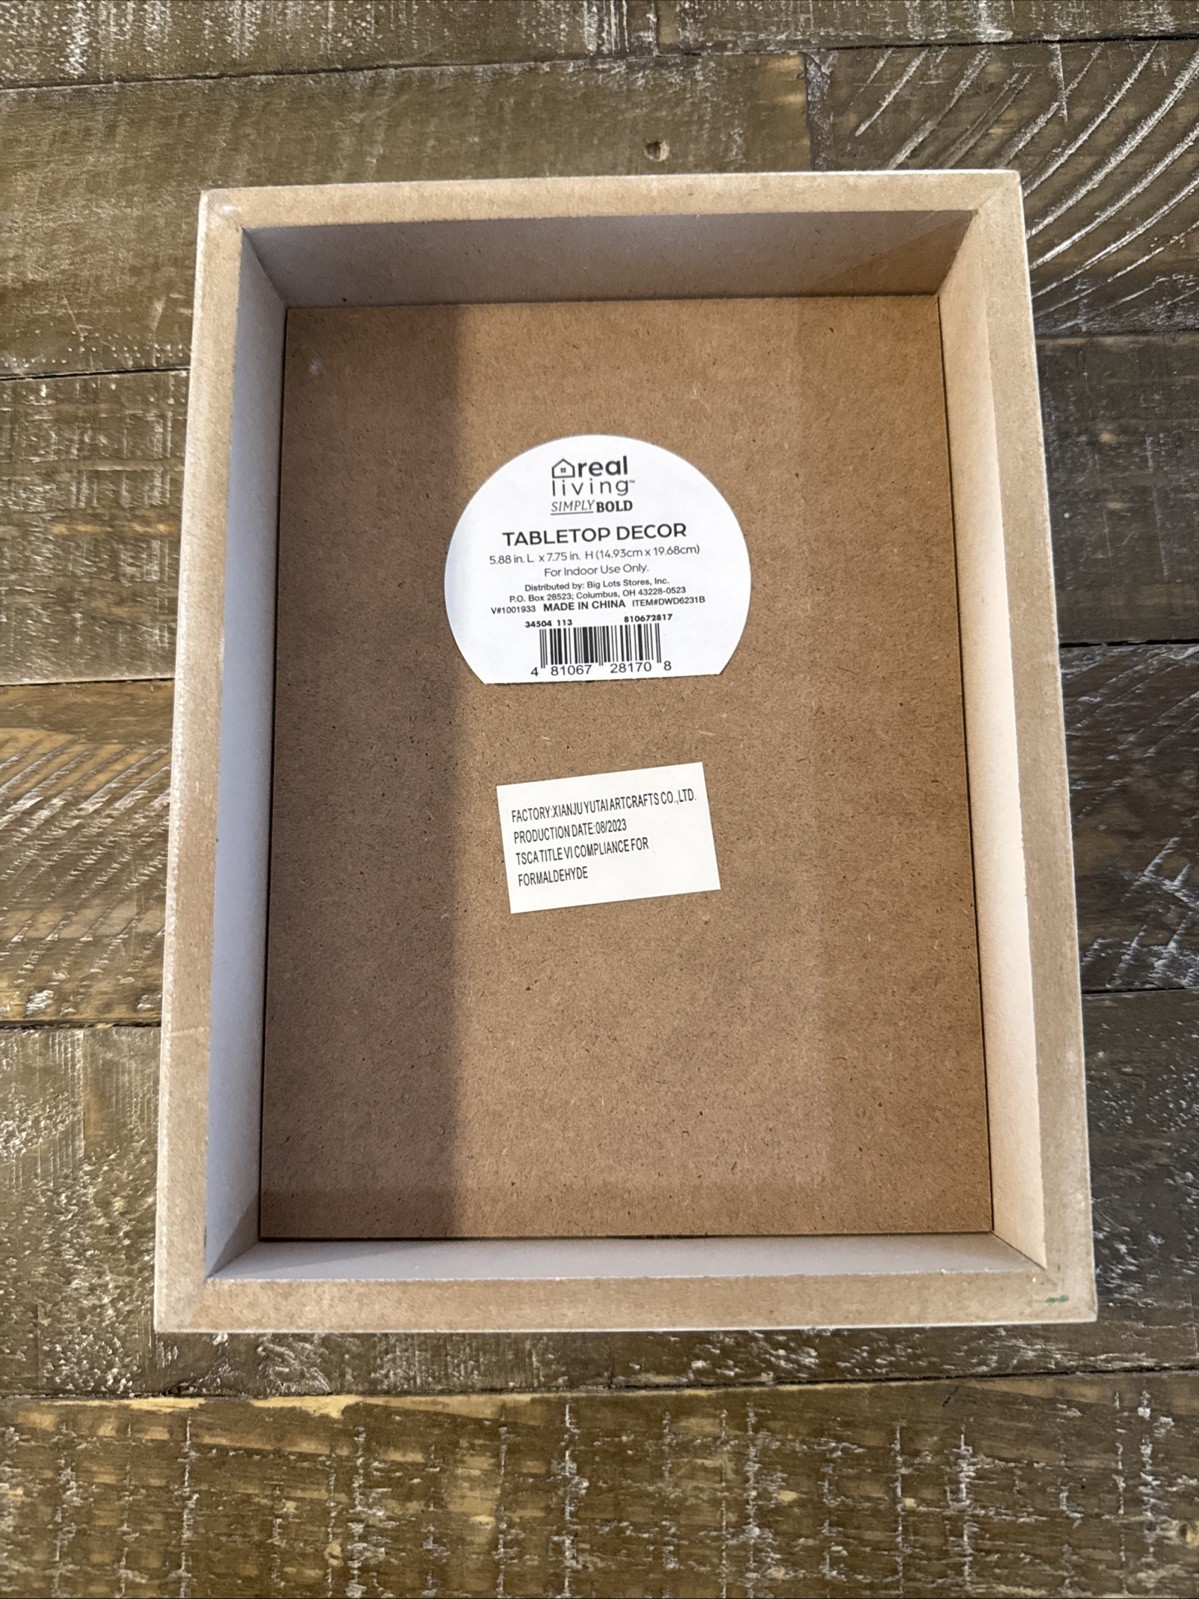 real
living™
SIMPLY BOLD
TABLETOP DECOR
5.88 in. L x 7.75 in. H (14.93cm x 19.68cm)
For Indoor Use Only.
Distributed by: Big Lots Stores, Inc.
P.O. Box 28523; Columbus, OH 43228-0523
V#1001933 MADE IN CHINA ITEM#DWD6231B
34504 113 810672817
4 81067 28170 8
FACTORY:XIANJU YUTAI ARTCRAFTS CO.,LTD.
PRODUCTION DATE:08/2023
TSCA TITLE VI COMPLIANCE FOR
FORMALDEHYDE